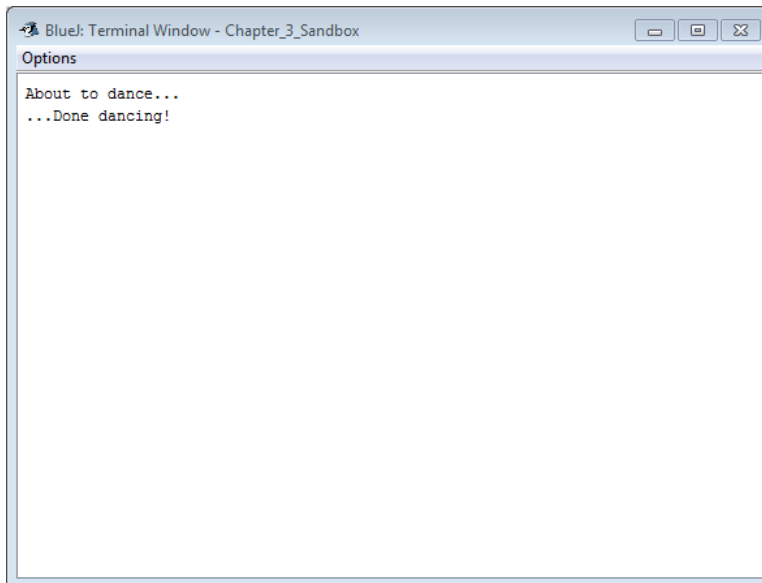 BlueJ: Terminal Window - Chapter_3_Sandbox
Options
About to dance...
...Done dancing!